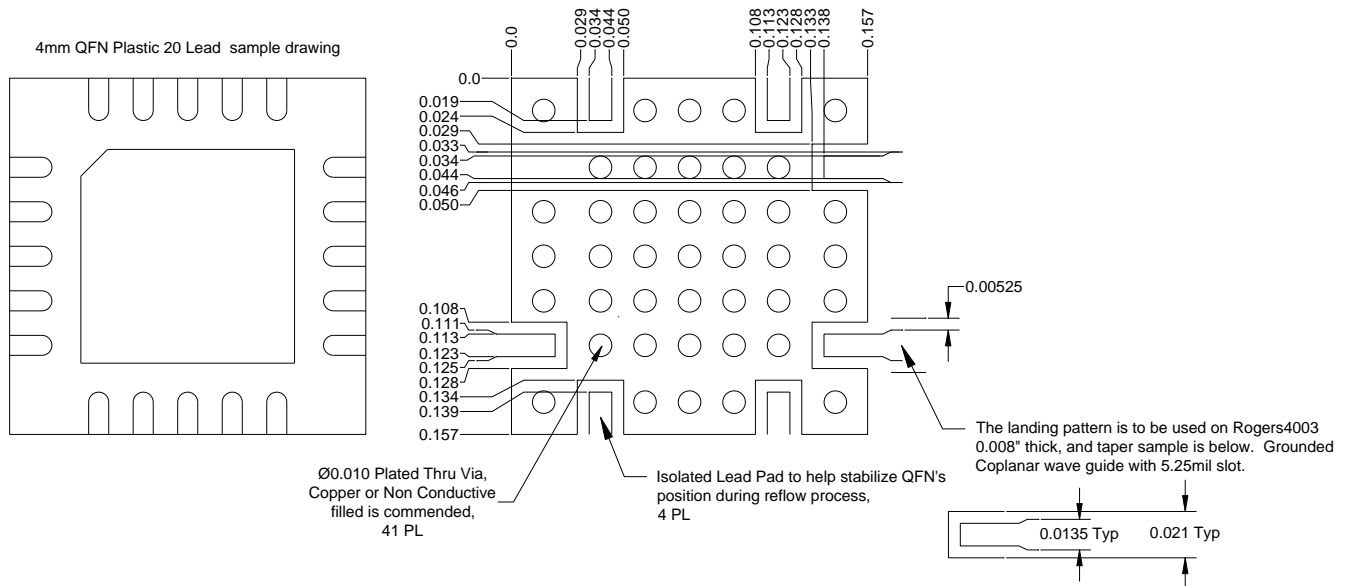 4mm QFN Plastic 20 Lead sample drawing
0.0
0.029
0.034
0.044
0.050
0.108
0.113
0.123
0.128
0.133
0.138
0.157
0.0
0.019
0.024
0.029
0.033
0.034
0.044
0.046
0.050
0.108
0.111
0.113
0.123
0.125
0.128
0.134
0.139
0.157
0.00525
Ø0.010 Plated Thru Via,
Copper or Non Conductive
filled is commended,
41 PL
Isolated Lead Pad to help stabilize QFN's
position during reflow process,
4 PL
The landing pattern is to be used on Rogers4003
0.008" thick, and taper sample is below. Grounded
Coplanar wave guide with 5.25mil slot.
0.0135 Typ
0.021 Typ